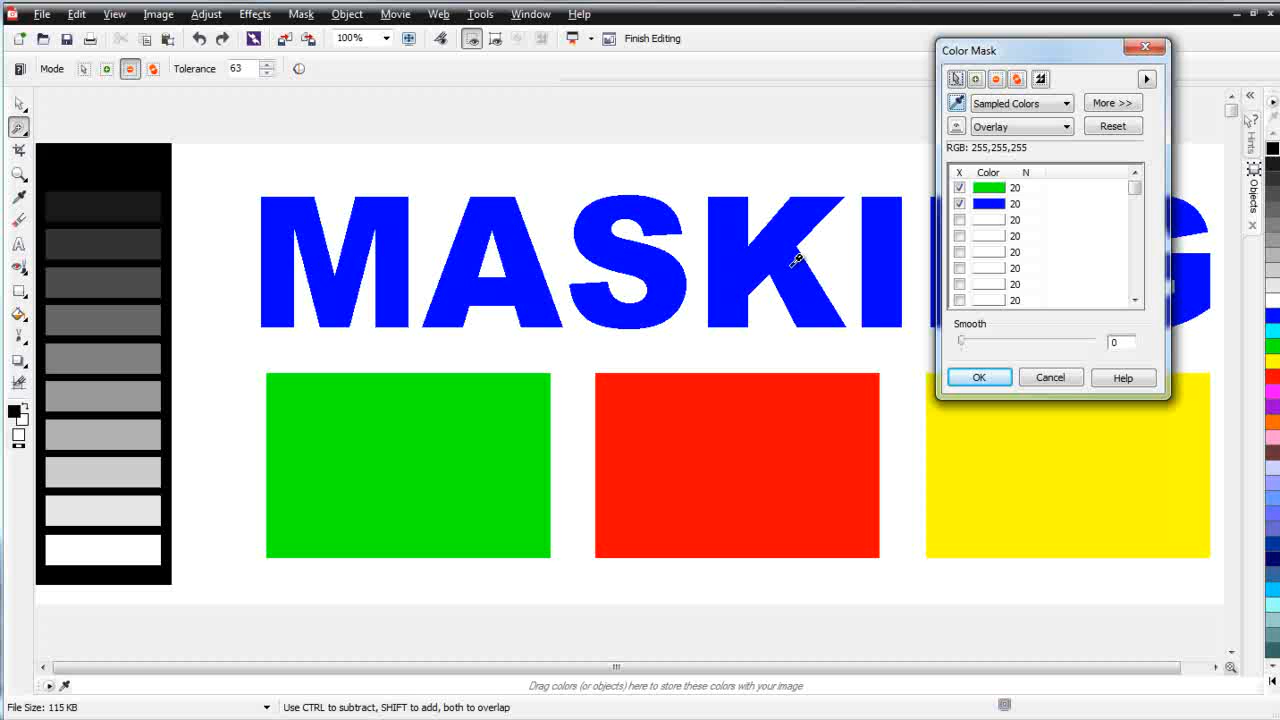 File Edit View Image Adjust Effects Mask Object Movie Web Tools Window Help
100% Finish Editing
Mode Tolerance 63
Color Mask
Sampled Colors More >>
Overlay Reset
RGB: 255,255,255
X Color N
20
20
20
20
20
20
20
20
Smooth
0
OK Cancel Help
Hints
Objects
MASKI G
Drag colors (or objects) here to store these colors with your image
File Size: 115 KB Use CTRL to subtract, SHIFT to add, both to overlap